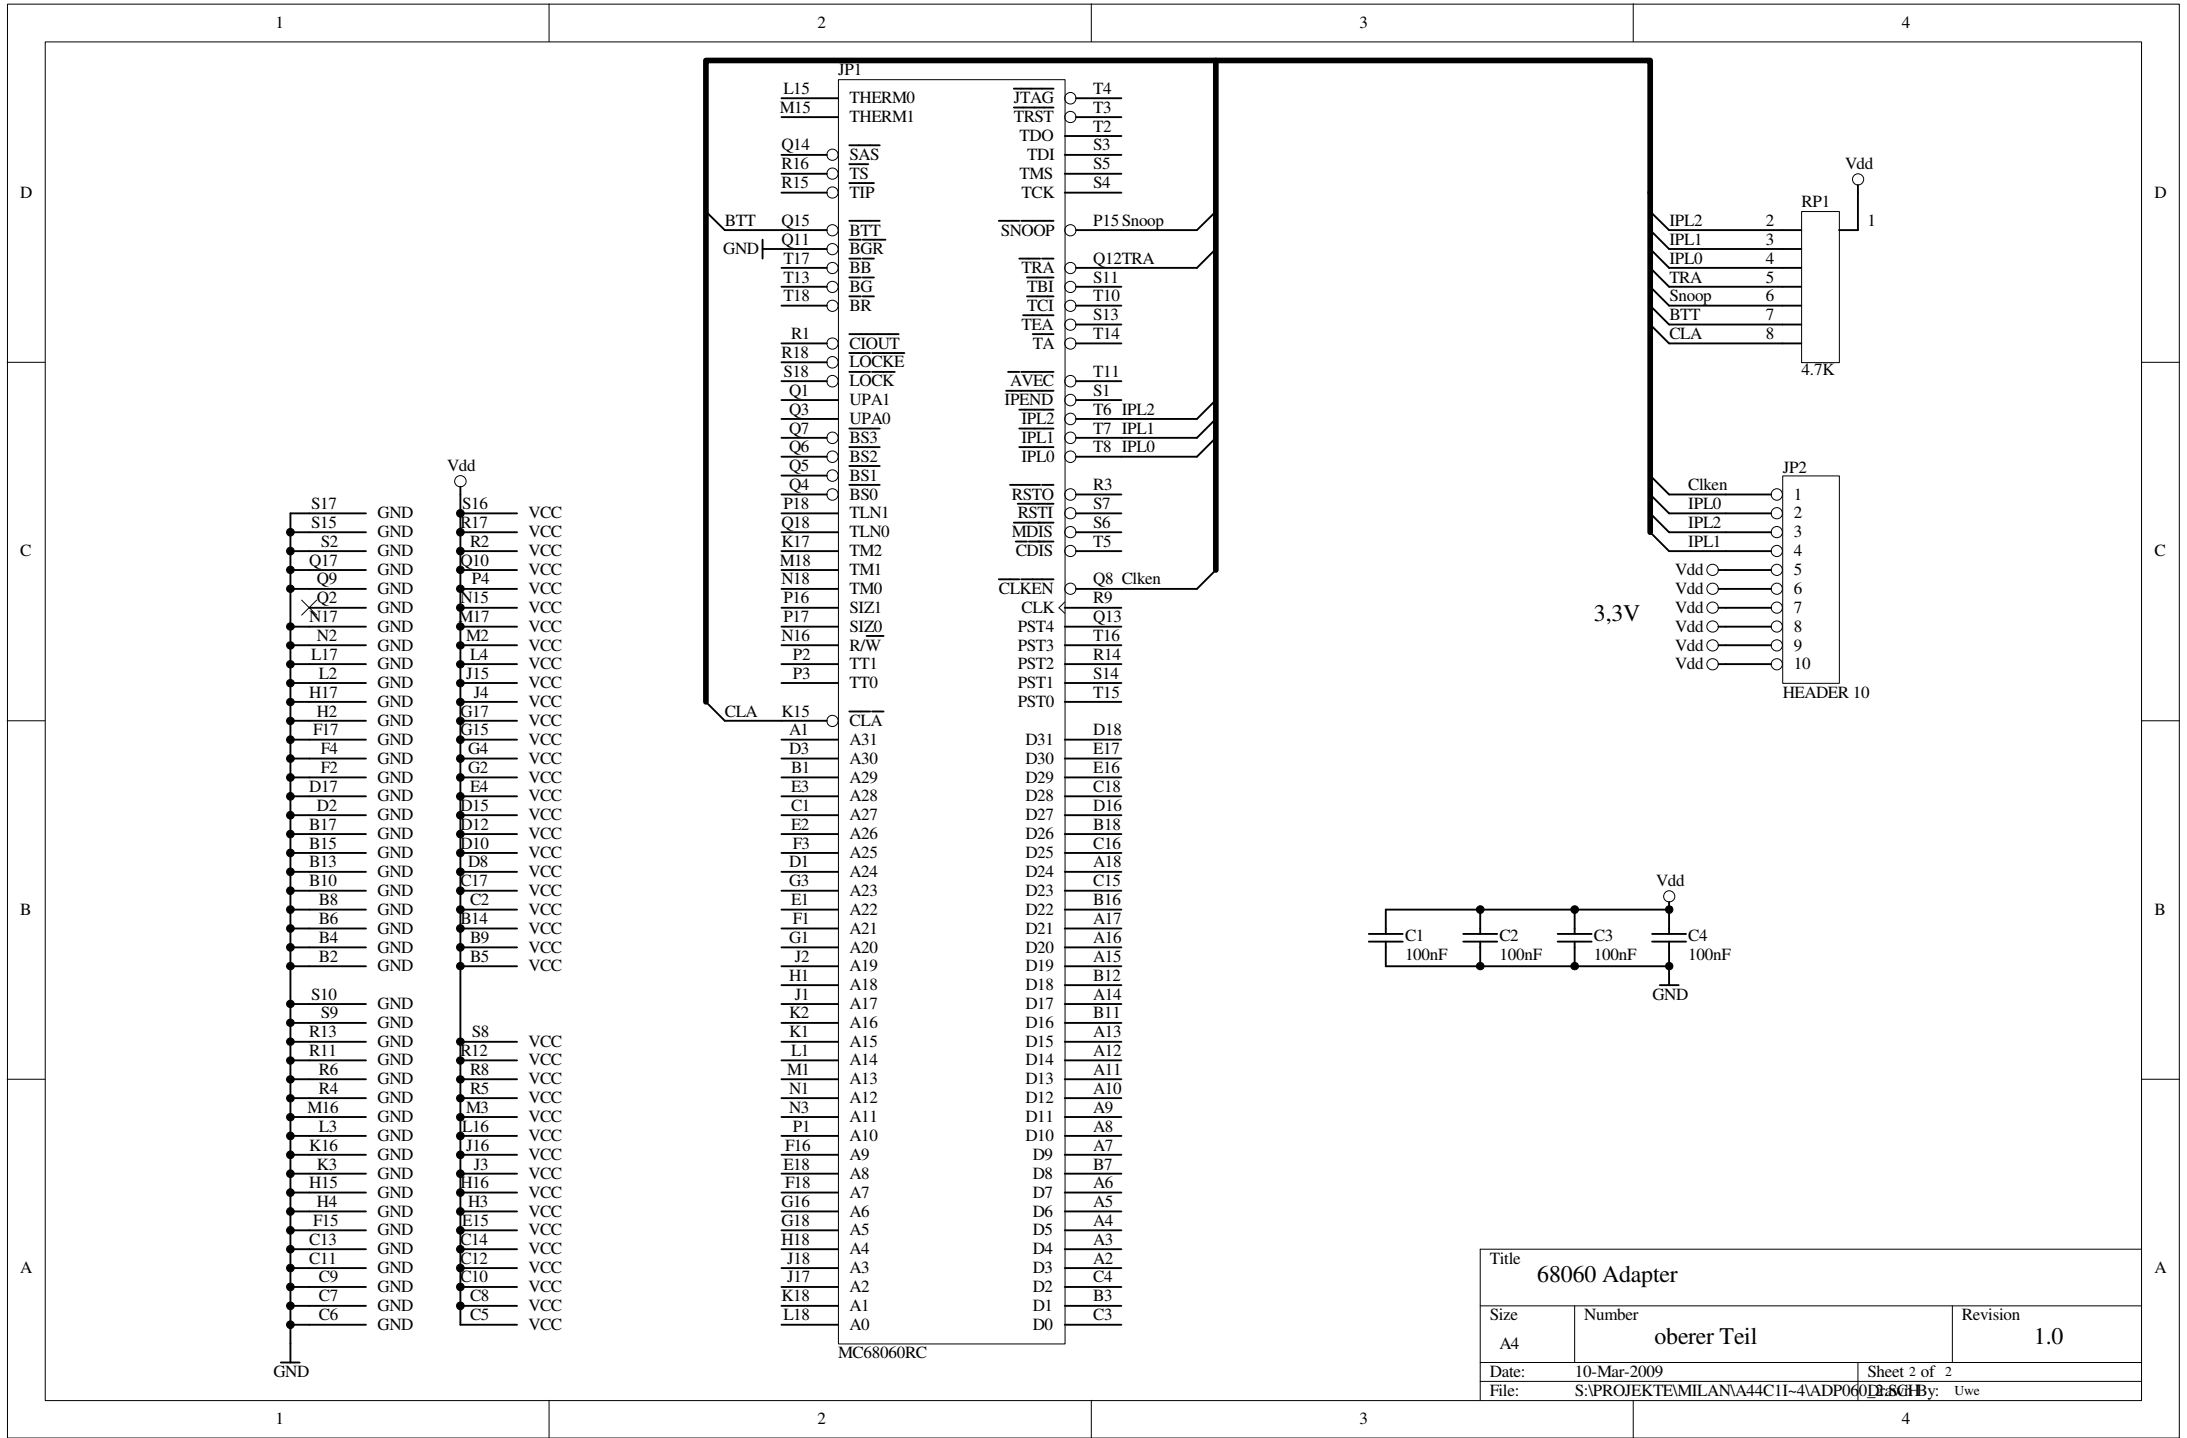 1 2 3 4
D D
C C
B B
A A
JP1
L15 THERM0
M15 THERM1
Q14 SAS
R16 TS
R15 TIP
BTT Q15 BTT
GND Q11 BGR
T17 BB
T13 BG
T18 BR
R1 CIOUT
R18 LOCKE
S18 LOCK
Q1 UPA1
Q3 UPA0
Q7 BS3
Q6 BS2
Q5 BS1
Q4 BS0
P18 TLN1
Q18 TLN0
K17 TM2
M18 TM1
N18 TM0
P16 SIZ1
P17 SIZ0
N16 R/W
P2 TT1
P3 TT0
CLA K15 CLA
A1 A31
D3 A30
B1 A29
E3 A28
C1 A27
E2 A26
F3 A25
D1 A24
G3 A23
E1 A22
F1 A21
G1 A20
J2 A19
H1 A18
J1 A17
K2 A16
K1 A15
L1 A14
M1 A13
N1 A12
N3 A11
P1 A10
F16 A9
E18 A8
F18 A7
G16 A6
G18 A5
H18 A4
J18 A3
J17 A2
K18 A1
L18 A0
JTAG T4
TRST T3
TDO T2
TDI S3
TMS S5
TCK S4
SNOOP P15 Snoop
TRA Q12TRA
TBI S11
TCI T10
TEA S13
TA T14
AVEC T11
IPEND S1
IPL2 T6 IPL2
IPL1 T7 IPL1
IPL0 T8 IPL0
RSTO R3
RSTI S7
MDIS S6
CDIS T5
CLKEN Q8 Clken
CLK R9
PST4 Q13
PST3 T16
PST2 R14
PST1 S14
PST0 T15
D31 D18
D30 E17
D29 E16
D28 C18
D27 D16
D26 B18
D25 C16
D24 A18
D23 C15
D22 B16
D21 A17
D20 A16
D19 A15
D18 B12
D17 A14
D16 B11
D15 A13
D14 A12
D13 A11
D12 A10
D11 A9
D10 A8
D9 A7
D8 B7
D7 A6
D6 A5
D5 A4
D4 A3
D3 A2
D2 C4
D1 B3
D0 C3
MC68060RC
S17 GND
S15 GND
S2 GND
Q17 GND
Q9 GND
Q2 GND
N17 GND
N2 GND
L17 GND
L2 GND
H17 GND
H2 GND
F17 GND
F4 GND
F2 GND
D17 GND
D2 GND
B17 GND
B15 GND
B13 GND
B10 GND
B8 GND
B6 GND
B4 GND
B2 GND
S10 GND
S9 GND
R13 GND
R11 GND
R6 GND
R4 GND
M16 GND
L3 GND
K16 GND
K3 GND
H15 GND
H4 GND
F15 GND
C13 GND
C11 GND
C9 GND
C7 GND
C6 GND
GND
Vdd
S16 VCC
R17 VCC
R2 VCC
Q10 VCC
P4 VCC
N15 VCC
M17 VCC
M2 VCC
L4 VCC
J15 VCC
J4 VCC
G17 VCC
G15 VCC
G4 VCC
G2 VCC
E4 VCC
D15 VCC
D12 VCC
D10 VCC
D8 VCC
C17 VCC
C2 VCC
B14 VCC
B9 VCC
B5 VCC
S8 VCC
R12 VCC
R8 VCC
R5 VCC
M3 VCC
L16 VCC
J16 VCC
J3 VCC
H16 VCC
H3 VCC
E15 VCC
C14 VCC
C12 VCC
C10 VCC
C8 VCC
C5 VCC
Vdd
RP1
IPL2 2 1
IPL1 3
IPL0 4
TRA 5
Snoop 6
BTT 7
CLA 8
4.7K
JP2
Clken 1
IPL0 2
IPL2 3
IPL1 4
Vdd 5
Vdd 6
3,3V Vdd 7
Vdd 8
Vdd 9
Vdd 10
HEADER 10
Vdd
C1 C2 C3 C4
100nF 100nF 100nF 100nF
GND
Title
68060 Adapter
Size Number Revision
A4 oberer Teil 1.0
Date: 10-Mar-2009 Sheet 2 of 2
File: S:\PROJEKTE\MILAN\A44C1I~4\ADP060_2.SCH Drawn By: Uwe
1 2 3 4